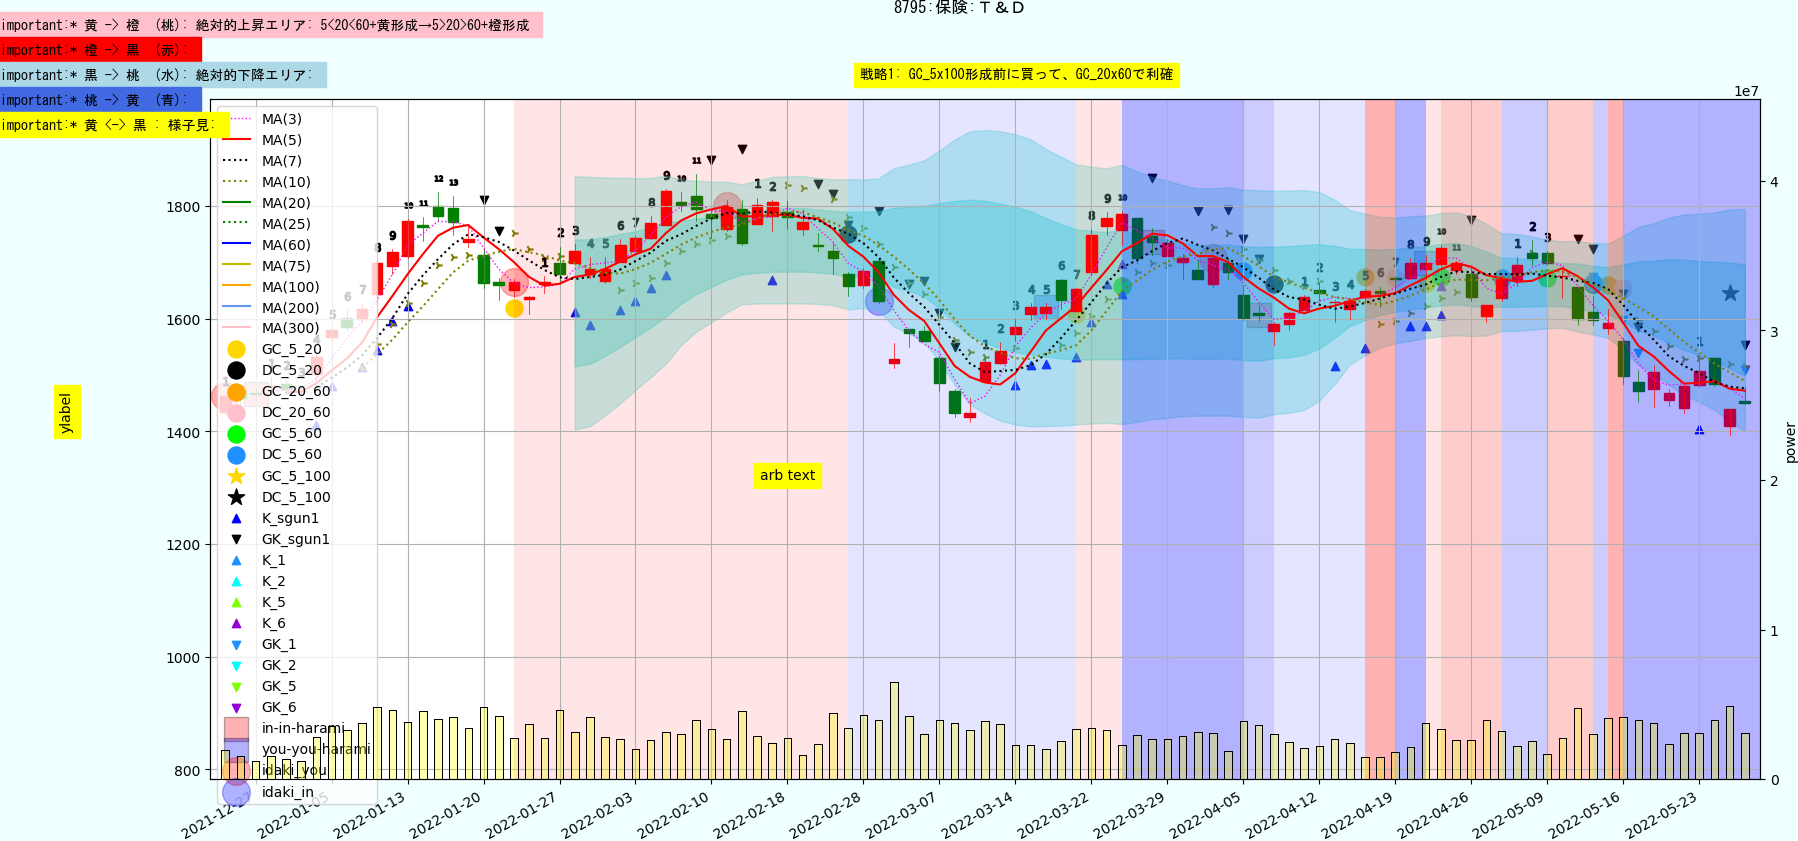 8795:保険:T＆D
important:* 黄 -> 橙 (桃): 絶対的上昇エリア: 5<20<60+黄形成→5>20>60+橙形成
important:* 橙 -> 黒 (赤):
important:* 黒 -> 桃 (水): 絶対的下降エリア:
戦略1: GC_5x100形成前に買って、GC_20x60で利確
important:* 桃 -> 黄 (青):
important:* 黄 <-> 黒 : 様子見:
1e7
MA(3)
MA(5)
MA(7)
MA(10)
MA(20)
MA(25)
MA(60)
MA(75)
MA(100)
MA(200)
MA(300)
GC_5_20
DC_5_20
GC_20_60
DC_20_60
GC_5_60
DC_5_60
GC_5_100
DC_5_100
K_sgun1
GK_sgun1
K_1
K_2
K_5
K_6
GK_1
GK_2
GK_5
GK_6
in-in-harami
you-you-harami
idaki_you
idaki_in
1800
1600
1400
1200
1000
800
ylabel
arb text
4
3
2
1
0
power
2021-12-27
2022-01-05
2022-01-13
2022-01-20
2022-01-27
2022-02-03
2022-02-10
2022-02-18
2022-02-28
2022-03-07
2022-03-14
2022-03-22
2022-03-29
2022-04-05
2022-04-12
2022-04-19
2022-04-26
2022-05-09
2022-05-16
2022-05-23